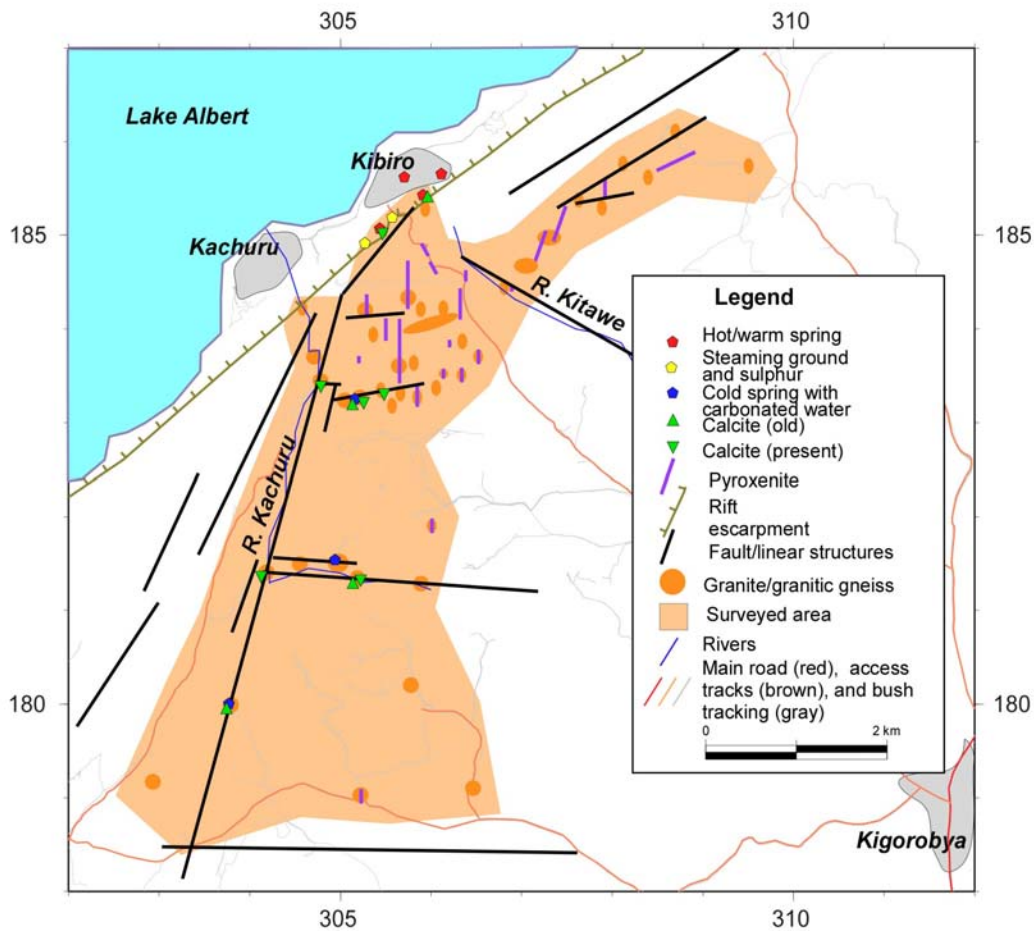 305
310
Lake Albert
Kibiro
185
185
Kachuru
R. Kitawe
Legend
Hot/warm spring
Steaming ground
and sulphur
Cold spring with
carbonated water
Calcite (old)
Calcite (present)
Pyroxenite
Rift
escarpment
Fault/linear structures
Granite/granitic gneiss
Surveyed area
Rivers
Main road (red), access
tracks (brown), and bush
tracking (gray)
0
2 km
R. Kachuru
180
180
Kigorobya
305
310